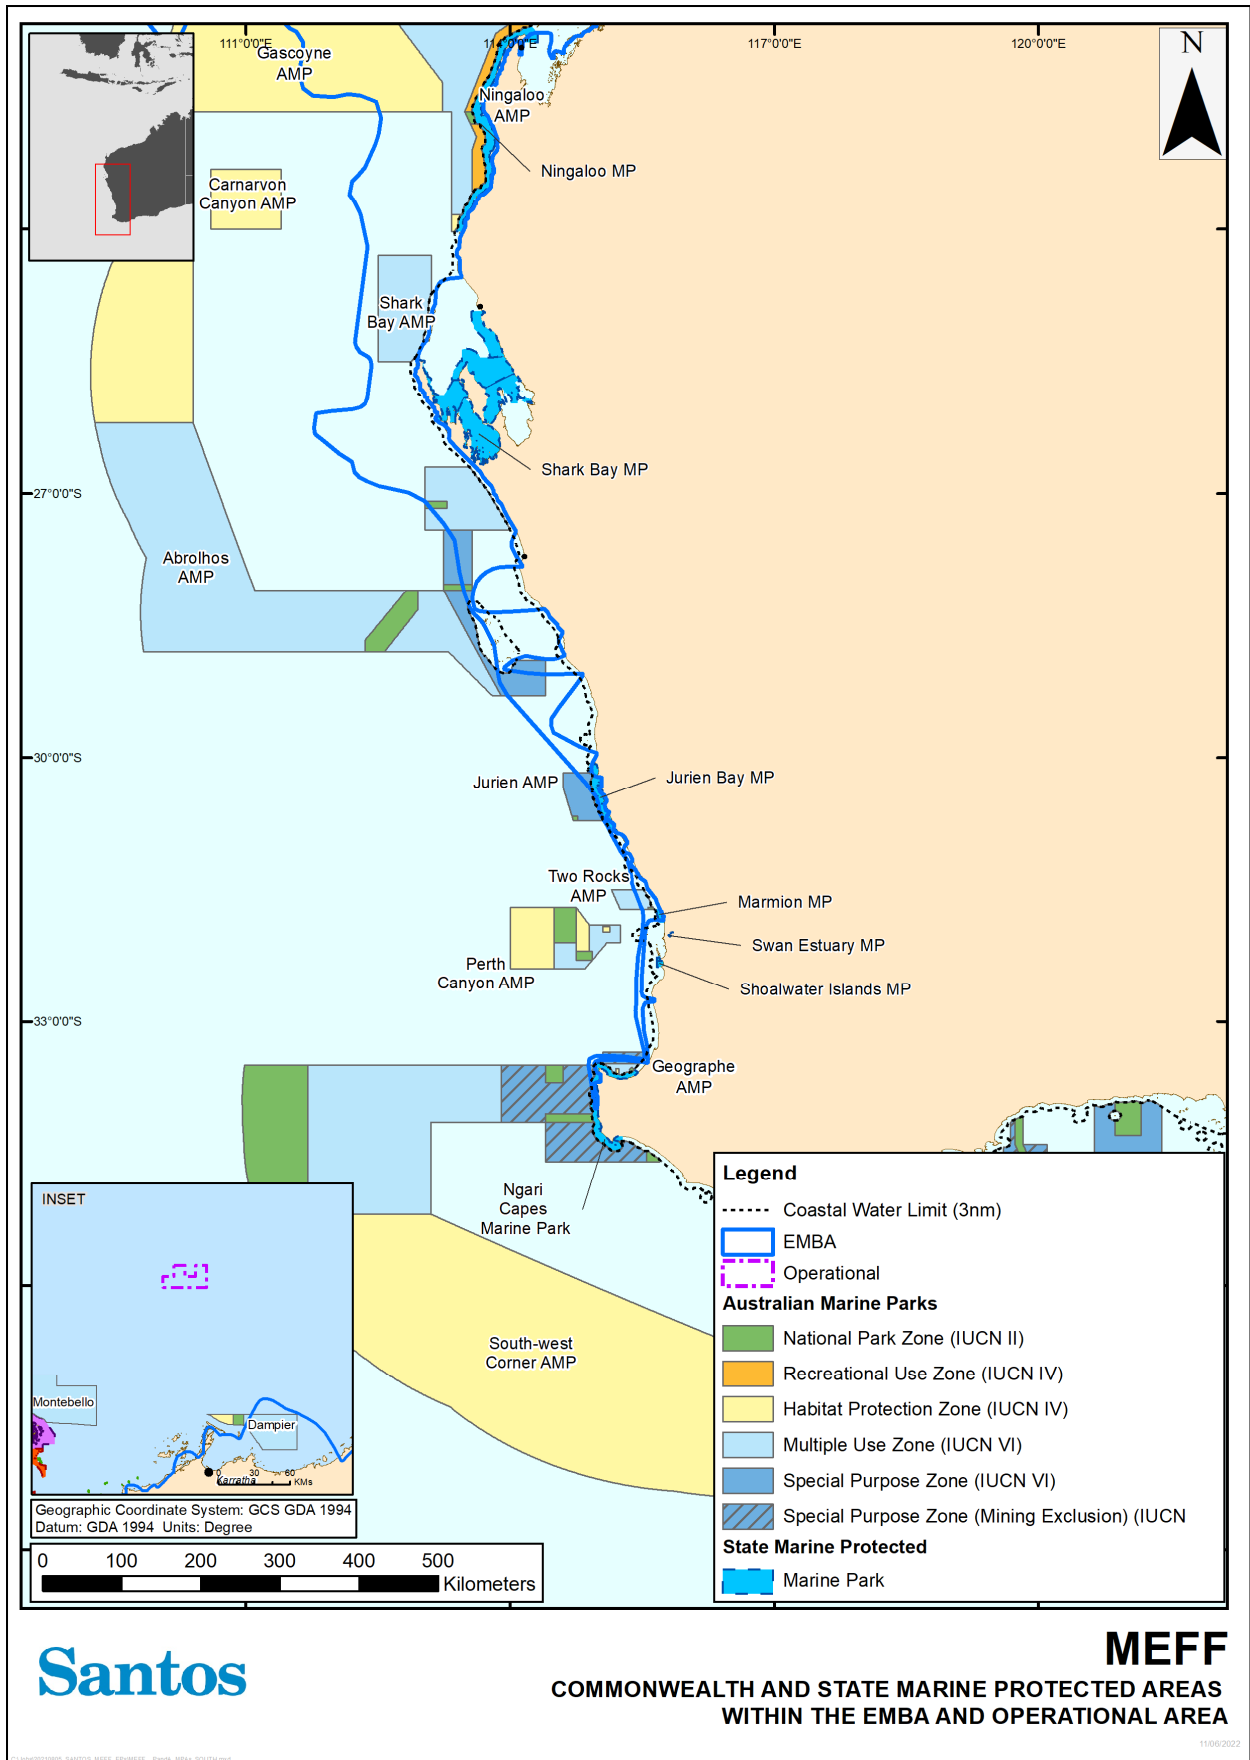 111°0'0"E
114°0'0"E
117°0'0"E
120°0'0"E
N
Gascoyne
AMP
Ningaloo
AMP
Ningaloo MP
Carnarvon
Canyon AMP
Shark
Bay AMP
Shark Bay MP
27°0'0"S
Abrolhos
AMP
30°0'0"S
Jurien AMP
Jurien Bay MP
Two Rocks
AMP
Marmion MP
Swan Estuary MP
Perth
Canyon AMP
Shoalwater Islands MP
33°0'0"S
Geographe
AMP
Ngari
Capes
Marine Park
South-west
Corner AMP
INSET
Montebello
Dampier
Karratha
0 30 60
KMs
Geographic Coordinate System: GCS GDA 1994
Datum: GDA 1994 Units: Degree
0 100 200 300 400 500
Kilometers
Legend
Coastal Water Limit (3nm)
EMBA
Operational
Australian Marine Parks
National Park Zone (IUCN II)
Recreational Use Zone (IUCN IV)
Habitat Protection Zone (IUCN IV)
Multiple Use Zone (IUCN VI)
Special Purpose Zone (IUCN VI)
Special Purpose Zone (Mining Exclusion) (IUCN
State Marine Protected
Marine Park
Santos
MEFF
COMMONWEALTH AND STATE MARINE PROTECTED AREAS
WITHIN THE EMBA AND OPERATIONAL AREA
11/06/2022